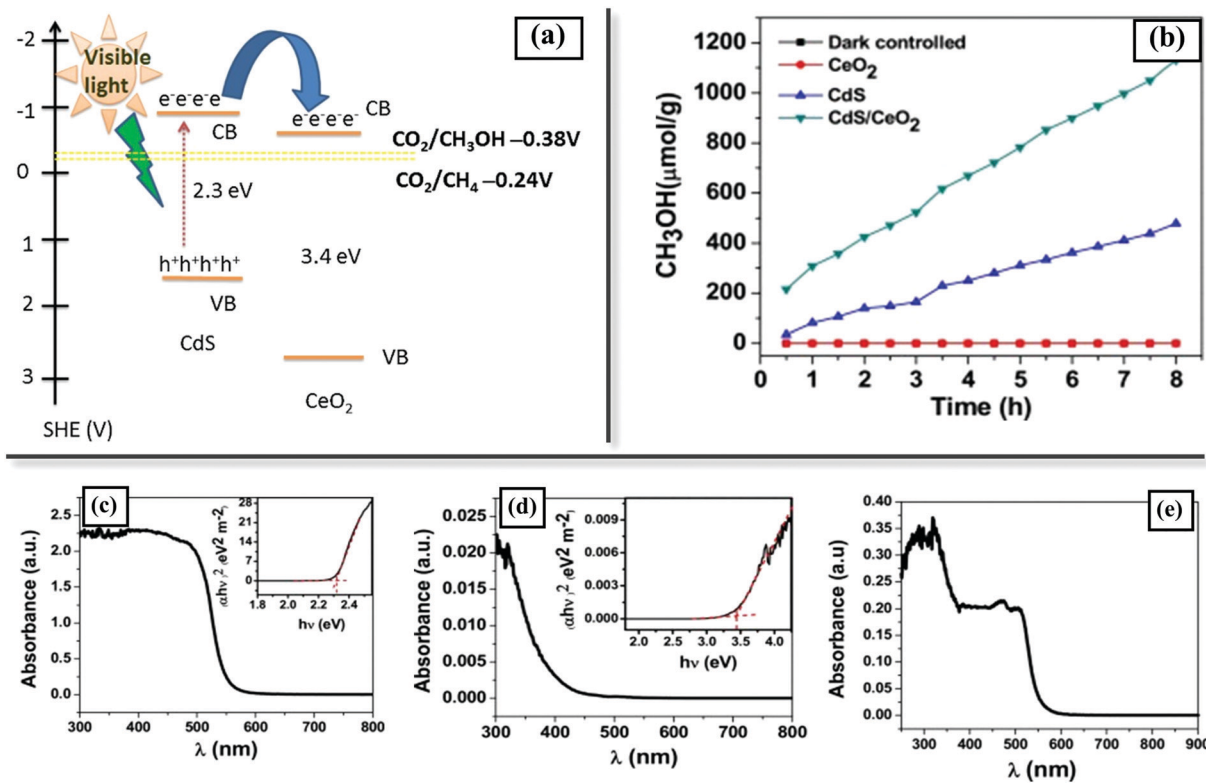 (a)
-2
-1
0
1
2
3
SHE (V)
Visible
light
e⁻e⁻e⁻e⁻
CB
2.3 eV
h⁺h⁺h⁺h⁺
VB
CdS
e⁻e⁻e⁻e⁻
CB
CO₂/CH₃OH –0.38V
CO₂/CH₄ –0.24V
3.4 eV
VB
CeO₂
(b)
Dark controlled
CeO₂
CdS
CdS/CeO₂
CH₃OH(µmol/g)
1200
1000
800
600
400
200
0
0 1 2 3 4 5 6 7 8
Time (h)
(c)
Absorbance (a.u.)
2.5
2.0
1.5
1.0
0.5
0.0
300 400 500 600 700 800
λ (nm)
(αhν)² (eV² m⁻²)
28
21
14
7
0
1.8 2.0 2.2 2.4
hν (eV)
(d)
Absorbance (a.u.)
0.025
0.020
0.015
0.010
0.005
0.000
300 400 500 600 700 800
λ (nm)
(αhν)² (eV² m⁻²)
0.009
0.006
0.003
0.000
2.0 2.5 3.0 3.5 4.0
hν (eV)
(e)
Absorbance (a.u)
0.40
0.35
0.30
0.25
0.20
0.15
0.10
0.05
0.00
300 400 500 600 700 800 900
λ (nm)